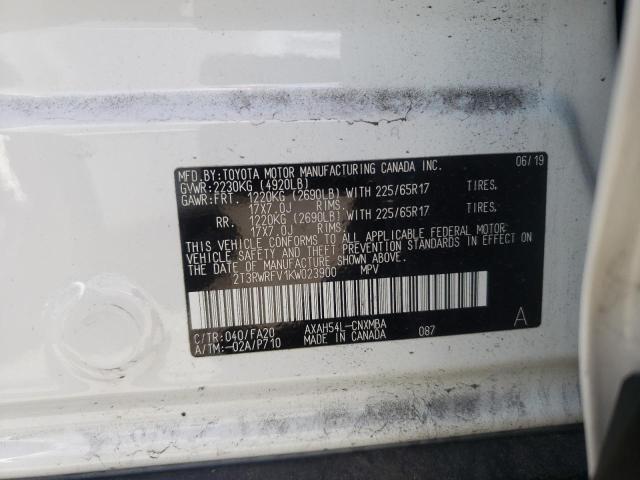 MFD.BY:TOYOTA MOTOR MANUFACTURING CANADA INC. 06/19
GVWR:2230KG (4920LB)
GAWR:FRT. 1220KG (2690LB) WITH 225/65R17 TIRES.
17X7.0J RIMS.
RR. 1220KG (2690LB) WITH 225/65R17 TIRES.
17X7.0J RIMS.
THIS VEHICLE CONFORMS TO ALL APPLICABLE FEDERAL MOTOR
VEHICLE SAFETY AND THEFT PREVENTION STANDARDS IN EFFECT
ON THE DATE OF MANUFACTURE SHOWN ABOVE.
2T3RWRFV1KW023900 MPV
C/TR:040/FA20 AXAH54L-CNXMBA A
A/TM:-02A/P710 MADE IN CANADA 087